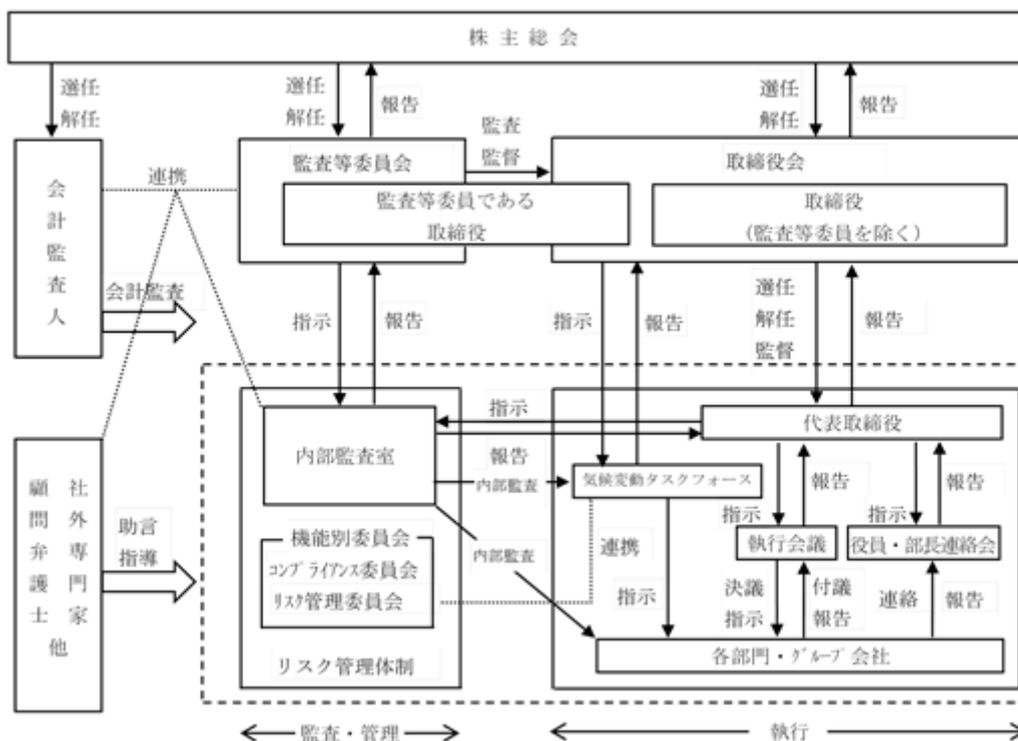 株主総会
選任
解任
選任
解任
報告
選任
解任
報告
会計監査人
連携
監査等委員会
監査
監督
取締役会
監査等委員である
取締役
取締役
(監査等委員を除く)
会計監査
指示
報告
指示
報告
選任
解任
監督
報告
顧問弁護士
社外専門家
他
助言
指導
内部監査室
指示
報告
代表取締役
内部監査
気候変動タスクフォース
指示
報告
指示
報告
機能別委員会
コンプライアンス委員会
リスク管理委員会
内部監査
連携
執行会議
役員・部長連絡会
指示
決議
指示
付議
報告
連絡
報告
リスク管理体制
各部門・グループ会社
監査・管理
執行